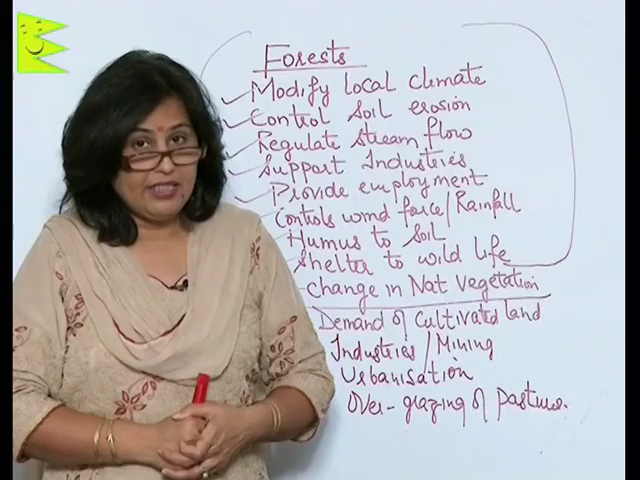 Forests
Modify local climate
Control Soil erosion
Regulate stream flow
Support Industries
Provide employment
Controls wind force/Rainfall
Humus to Soil
Shelter to wild life
Change in Nat Vegetation
Demand of Cultivated land
Industries/Mining
Urbanisation
Over-grazing of Pastures.